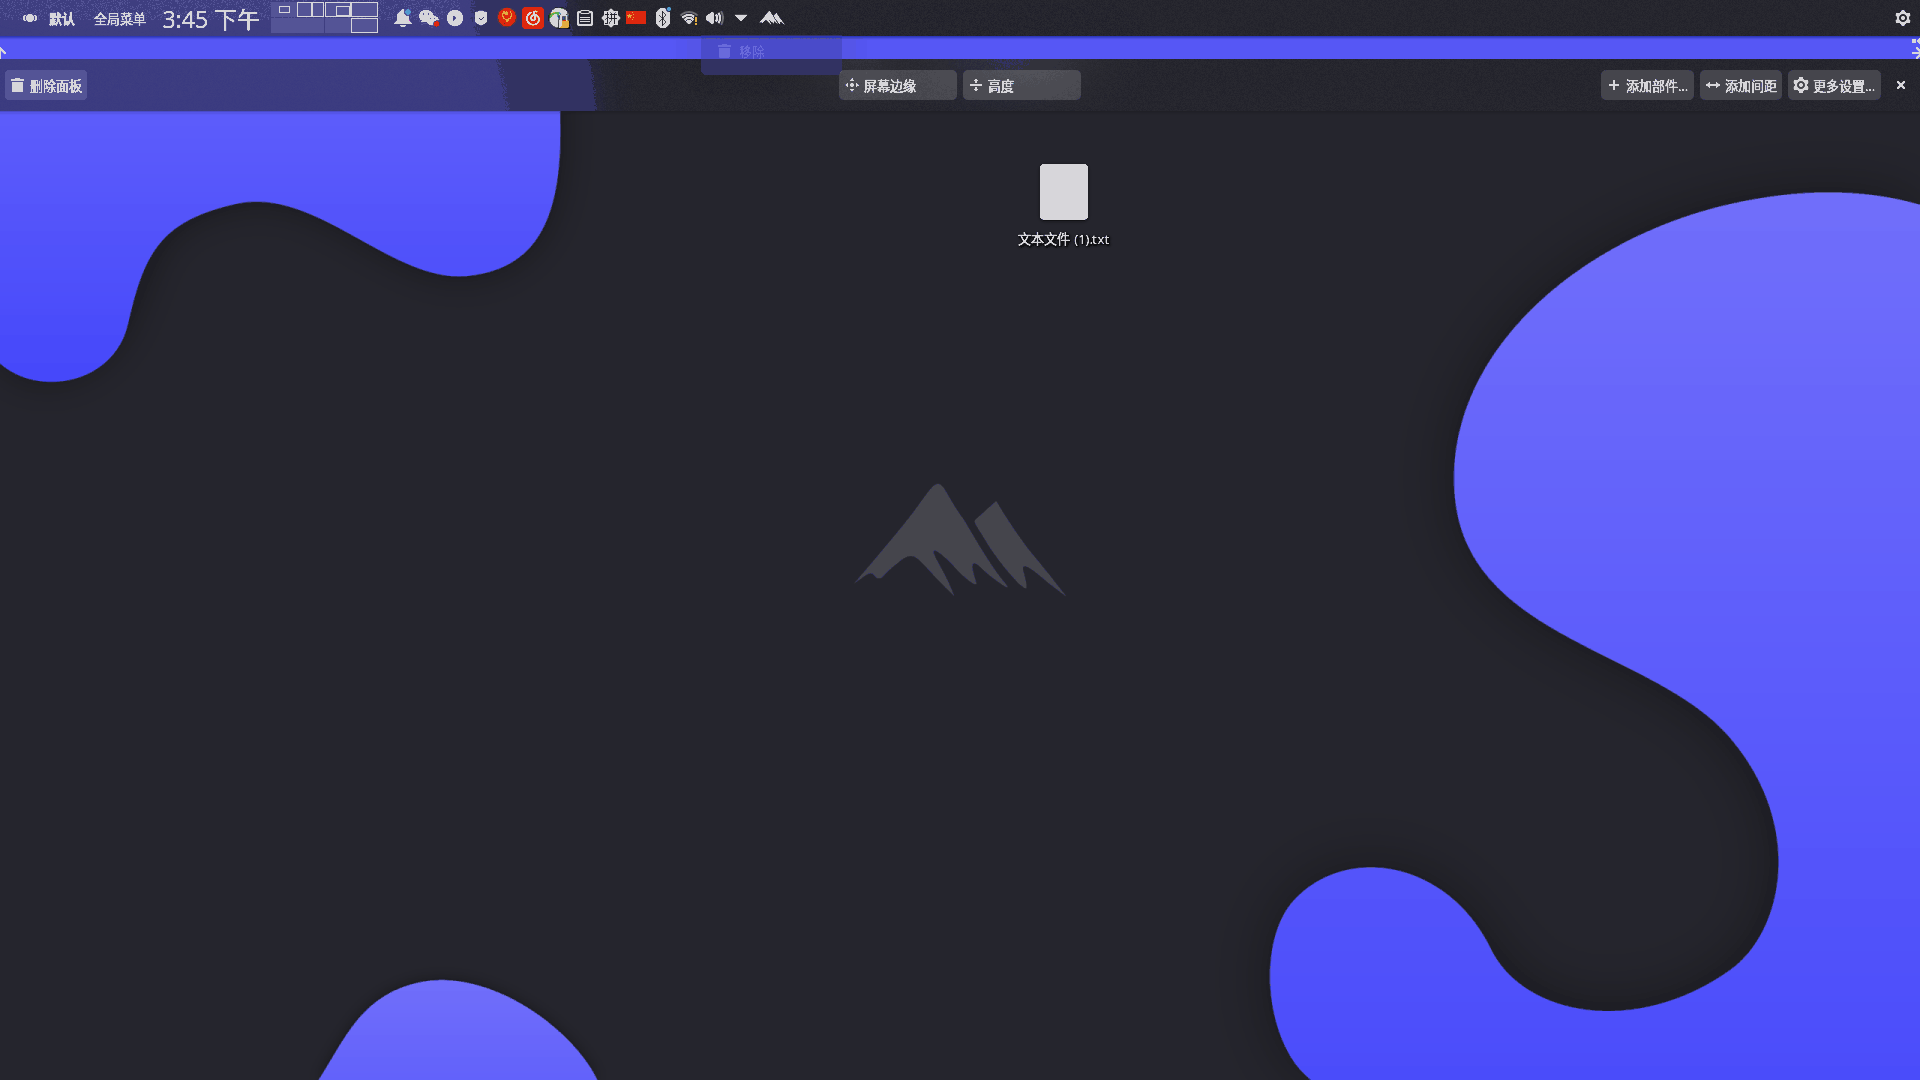 默认 全局菜单 3:45 下午
移除
删除面板 屏幕边缘 高度 添加部件... 添加间距 更多设置...
文本文件 (1).txt